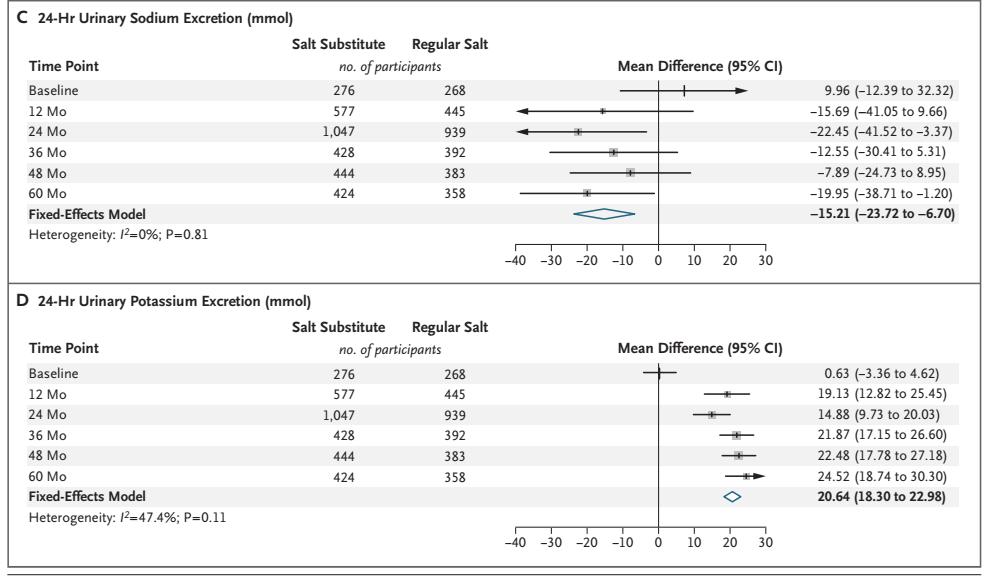 C 24-Hr Urinary Sodium Excretion (mmol)
Salt Substitute Regular Salt
Time Point no. of participants Mean Difference (95% CI)
Baseline 276 268 9.96 (−12.39 to 32.32)
12 Mo 577 445 −15.69 (−41.05 to 9.66)
24 Mo 1,047 939 −22.45 (−41.52 to −3.37)
36 Mo 428 392 −12.55 (−30.41 to 5.31)
48 Mo 444 383 −7.89 (−24.73 to 8.95)
60 Mo 424 358 −19.95 (−38.71 to −1.20)
Fixed-Effects Model −15.21 (−23.72 to −6.70)
Heterogeneity: I²=0%; P=0.81
−40 −30 −20 −10 0 10 20 30
D 24-Hr Urinary Potassium Excretion (mmol)
Salt Substitute Regular Salt
Time Point no. of participants Mean Difference (95% CI)
Baseline 276 268 0.63 (−3.36 to 4.62)
12 Mo 577 445 19.13 (12.82 to 25.45)
24 Mo 1,047 939 14.88 (9.73 to 20.03)
36 Mo 428 392 21.87 (17.15 to 26.60)
48 Mo 444 383 22.48 (17.78 to 27.18)
60 Mo 424 358 24.52 (18.74 to 30.30)
Fixed-Effects Model 20.64 (18.30 to 22.98)
Heterogeneity: I²=47.4%; P=0.11
−40 −30 −20 −10 0 10 20 30